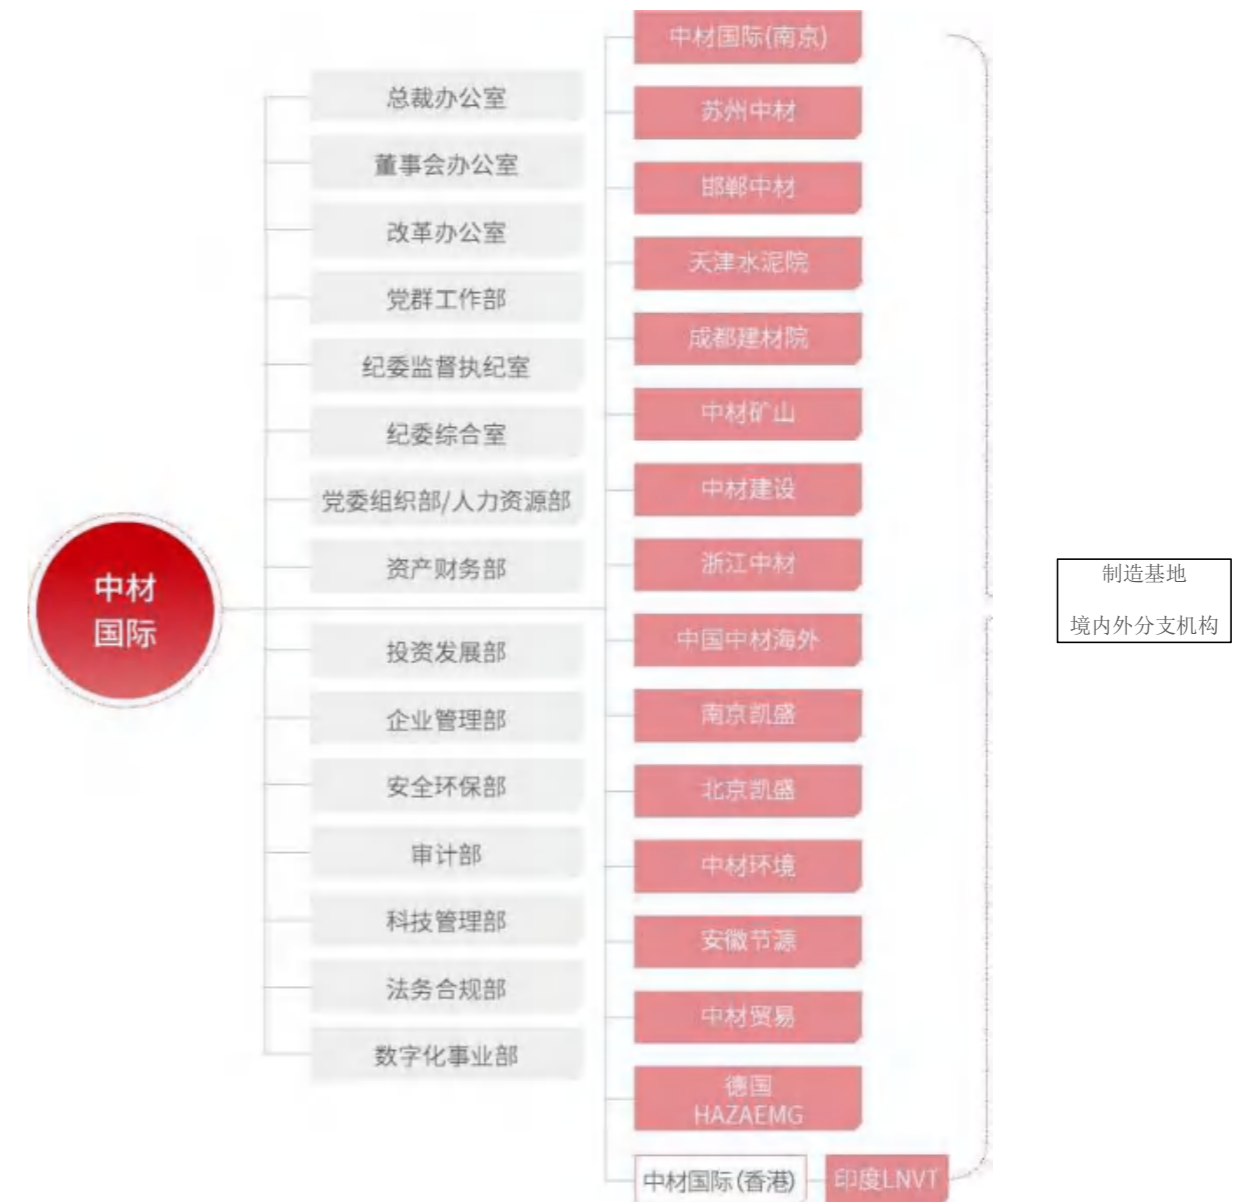 中材
国际
总裁办公室
董事会办公室
改革办公室
党群工作部
纪委监督执纪室
纪委综合室
党委组织部/人力资源部
资产财务部
投资发展部
企业管理部
安全环保部
审计部
科技管理部
法务合规部
数字化事业部
中材国际(南京)
苏州中材
邯郸中材
天津水泥院
成都建材院
中材矿山
中材建设
浙江中材
中国中材海外
南京凯盛
北京凯盛
中材环境
安徽节源
中材贸易
德国
HAZAEMG
中材国际(香港)
印度LNVT
制造基地
境内外分支机构